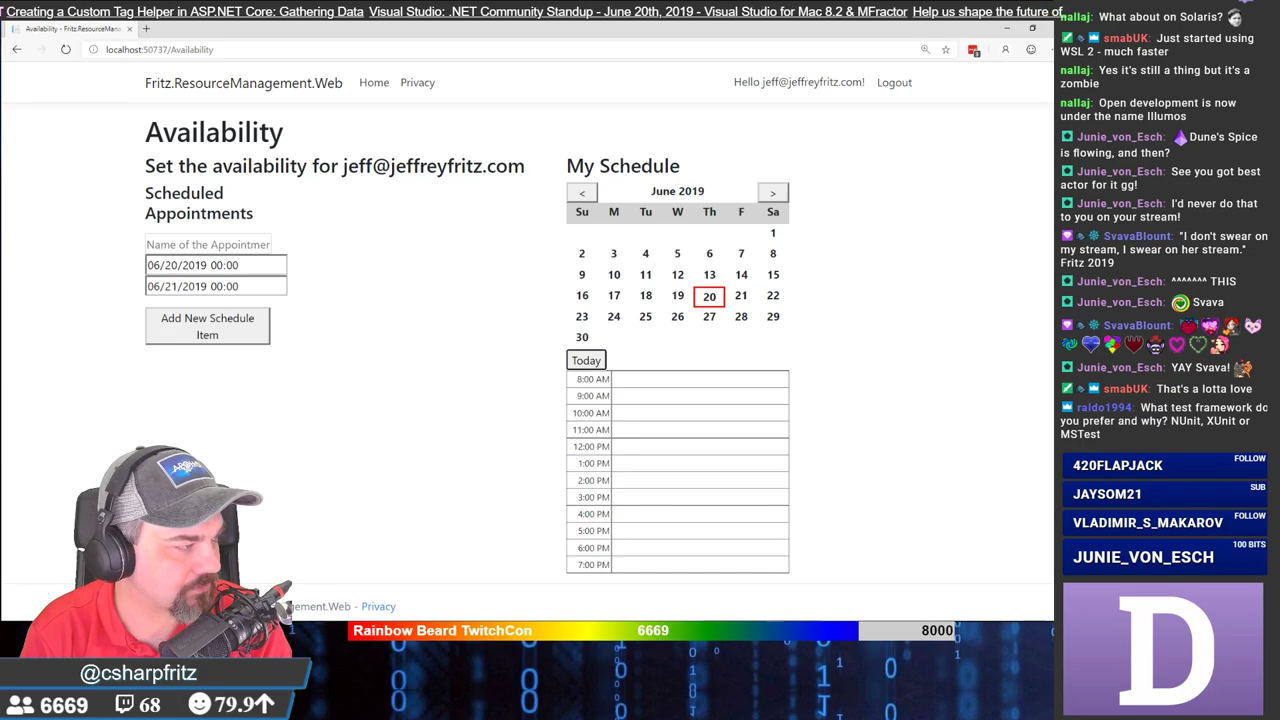 Creating a Custom Tag Helper in ASP.NET Core: Gathering Data Visual Studio: .NET Community Standup - June 20th, 2019 - Visual Studio for Mac 8.2 & MFractor Help us shape the future of
Availability - Fritz.ResourceMana
localhost:50737/Availability
Fritz.ResourceManagement.Web Home Privacy Hello jeff@jeffreyfritz.com! Logout
Availability
Set the availability for jeff@jeffreyfritz.com
Scheduled
Appointments
Name of the Appointmer
06/20/2019 00:00
06/21/2019 00:00
Add New Schedule
Item
My Schedule
< June 2019 >
Su M Tu W Th F Sa
1
2 3 4 5 6 7 8
9 10 11 12 13 14 15
16 17 18 19 20 21 22
23 24 25 26 27 28 29
30
Today
8:00 AM
9:00 AM
10:00 AM
11:00 AM
12:00 PM
1:00 PM
2:00 PM
3:00 PM
4:00 PM
5:00 PM
6:00 PM
7:00 PM
gement.Web - Privacy
Rainbow Beard TwitchCon 6669 8000
@csharpfritz
6669 68 79.9
nallaj: What about on Solaris?
smabUK: Just started using
WSL 2 - much faster
nallaj: Yes it's still a thing but it's a
zombie
nallaj: Open development is now
under the name Illumos
Junie_von_Esch: Dune's Spice
is flowing, and then?
Junie_von_Esch: See you got best
actor for it gg!
Junie_von_Esch: I'd never do that
to you on your stream!
SvavaBlount: "I don't swear on
my stream, I swear on her stream."
Fritz 2019
Junie_von_Esch: ^^^^^^ THIS
Junie_von_Esch: Svava
SvavaBlount:
Junie_von_Esch: YAY Svava!
smabUK: That's a lotta love
raldo1994: What test framework do
you prefer and why? NUnit, XUnit or
MSTest
420FLAPJACK FOLLOW
JAYSOM21 SUB
VLADIMIR_S_MAKAROV FOLLOW
JUNIE_VON_ESCH 100 BITS
D